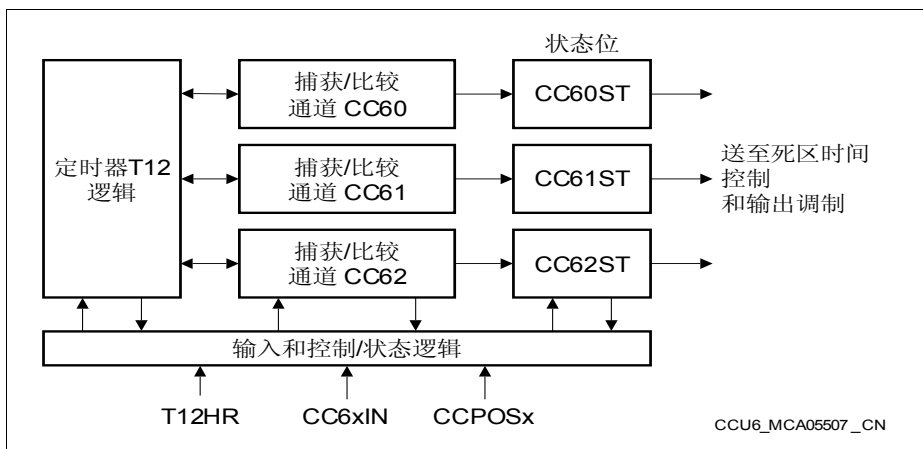 状态位
定时器T12
逻辑
捕获/比较
通道 CC60
CC60ST
捕获/比较
通道 CC61
CC61ST
送至死区时间
控制
和输出调制
捕获/比较
通道 CC62
CC62ST
输入和控制/状态逻辑
T12HR
CC6xIN
CCPOSx
CCU6_MCA05507_CN